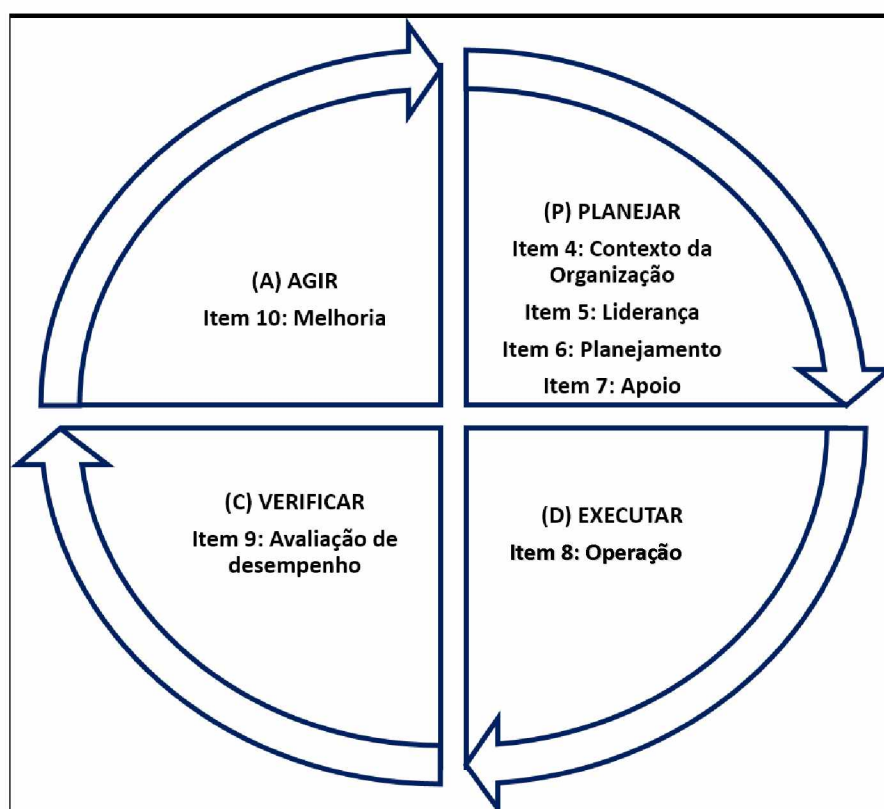 (P) PLANEJAR
Item 4: Contexto da
Organização
Item 5: Liderança
Item 6: Planejamento
Item 7: Apoio
(D) EXECUTAR
Item 8: Operação
(C) VERIFICAR
Item 9: Avaliação de
desempenho
(A) AGIR
Item 10: Melhoria